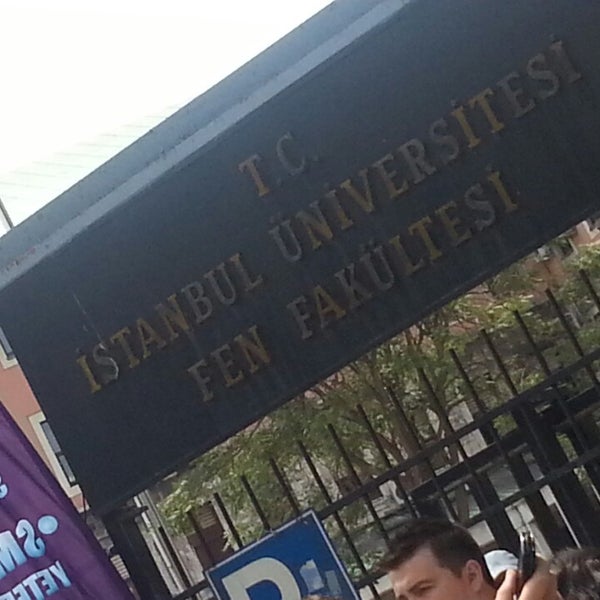 T.C.
İSTANBUL ÜNİVERSİTESİ
FEN FAKÜLTESİ
P